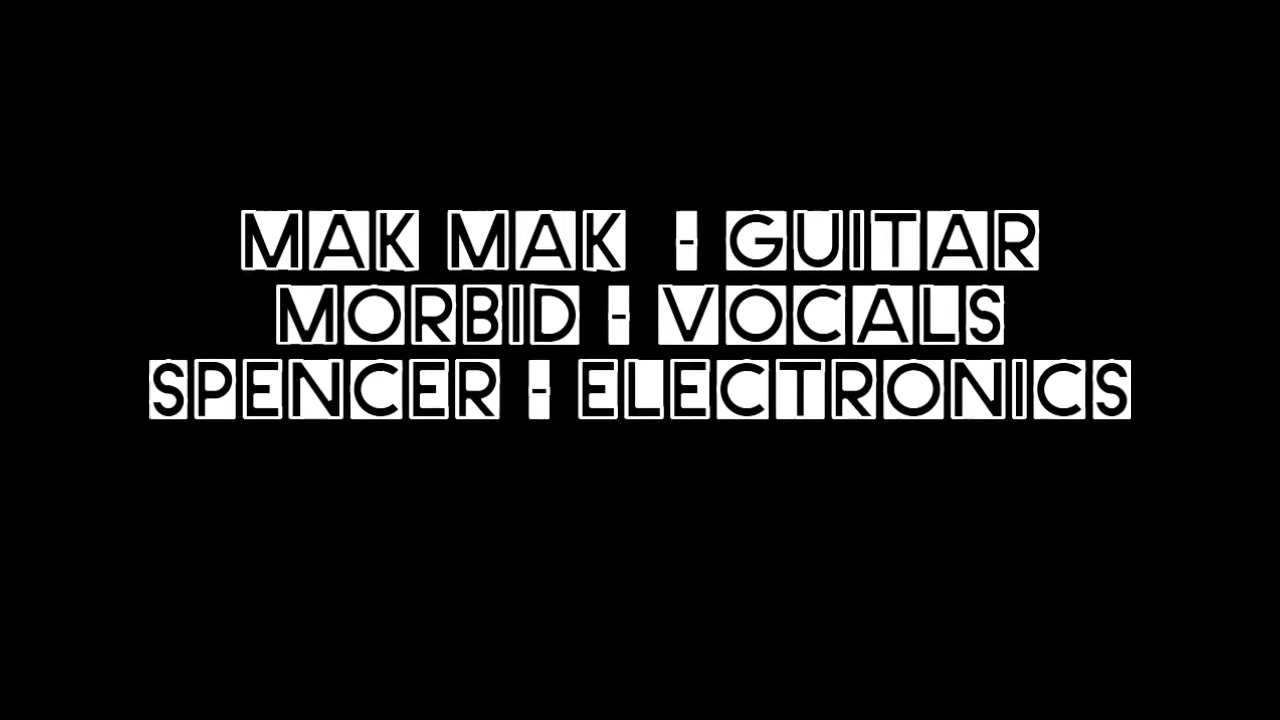 MAK MAK - GUITAR
MORBID - VOCALS
SPENCER - ELECTRONICS